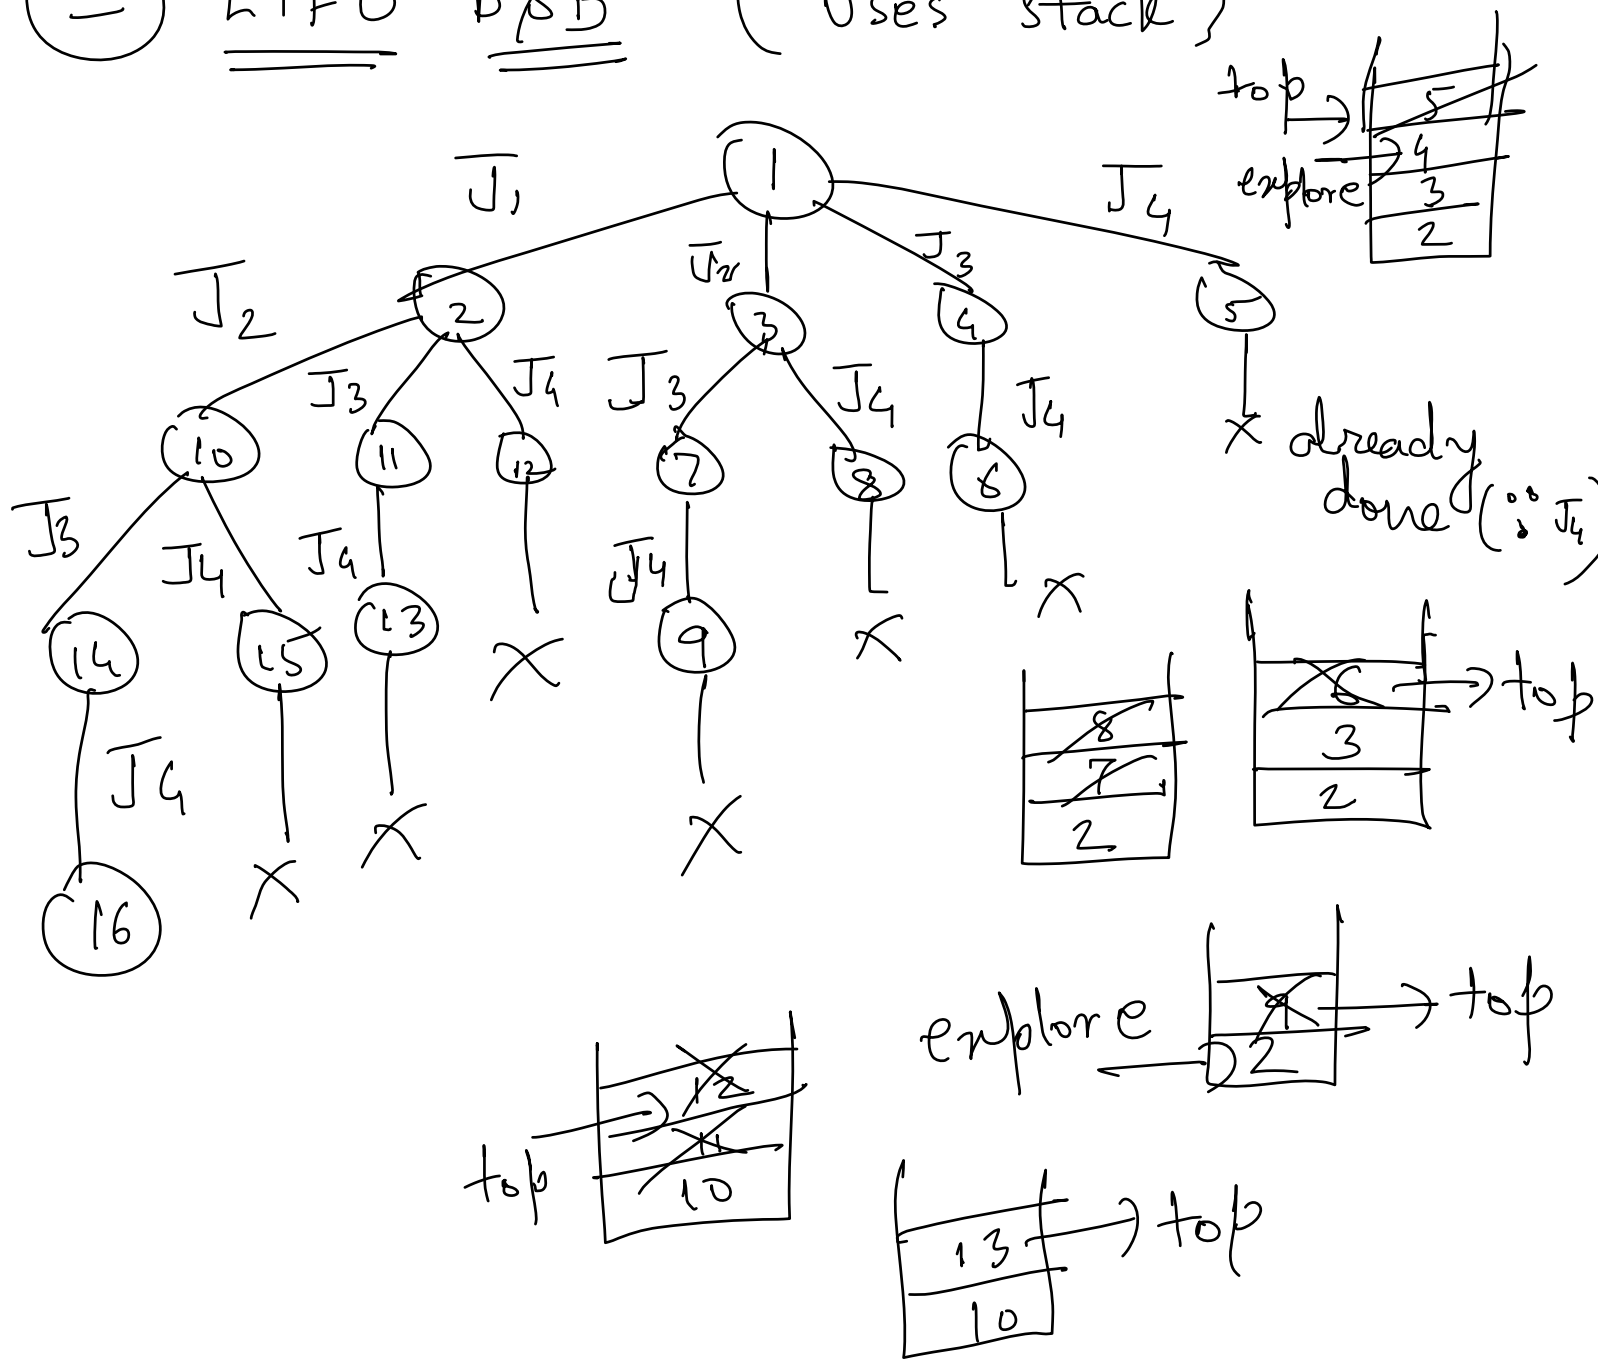 LIFO B&B (Uses stack)
top 5
explore 4
3
2
1
J1 J2 J3 J4
2 3 4 5
J2 J3 J4 J3 J4 J4 X already
done (∵ J4)
10 11 12 7 8 6
J3 J4 J4 X J4 X X
14 15 13 9
J4 X X X
16
8
7
2
6 → top
3
2
explore 9 → top
2
top 12
11
10
13 → top
10